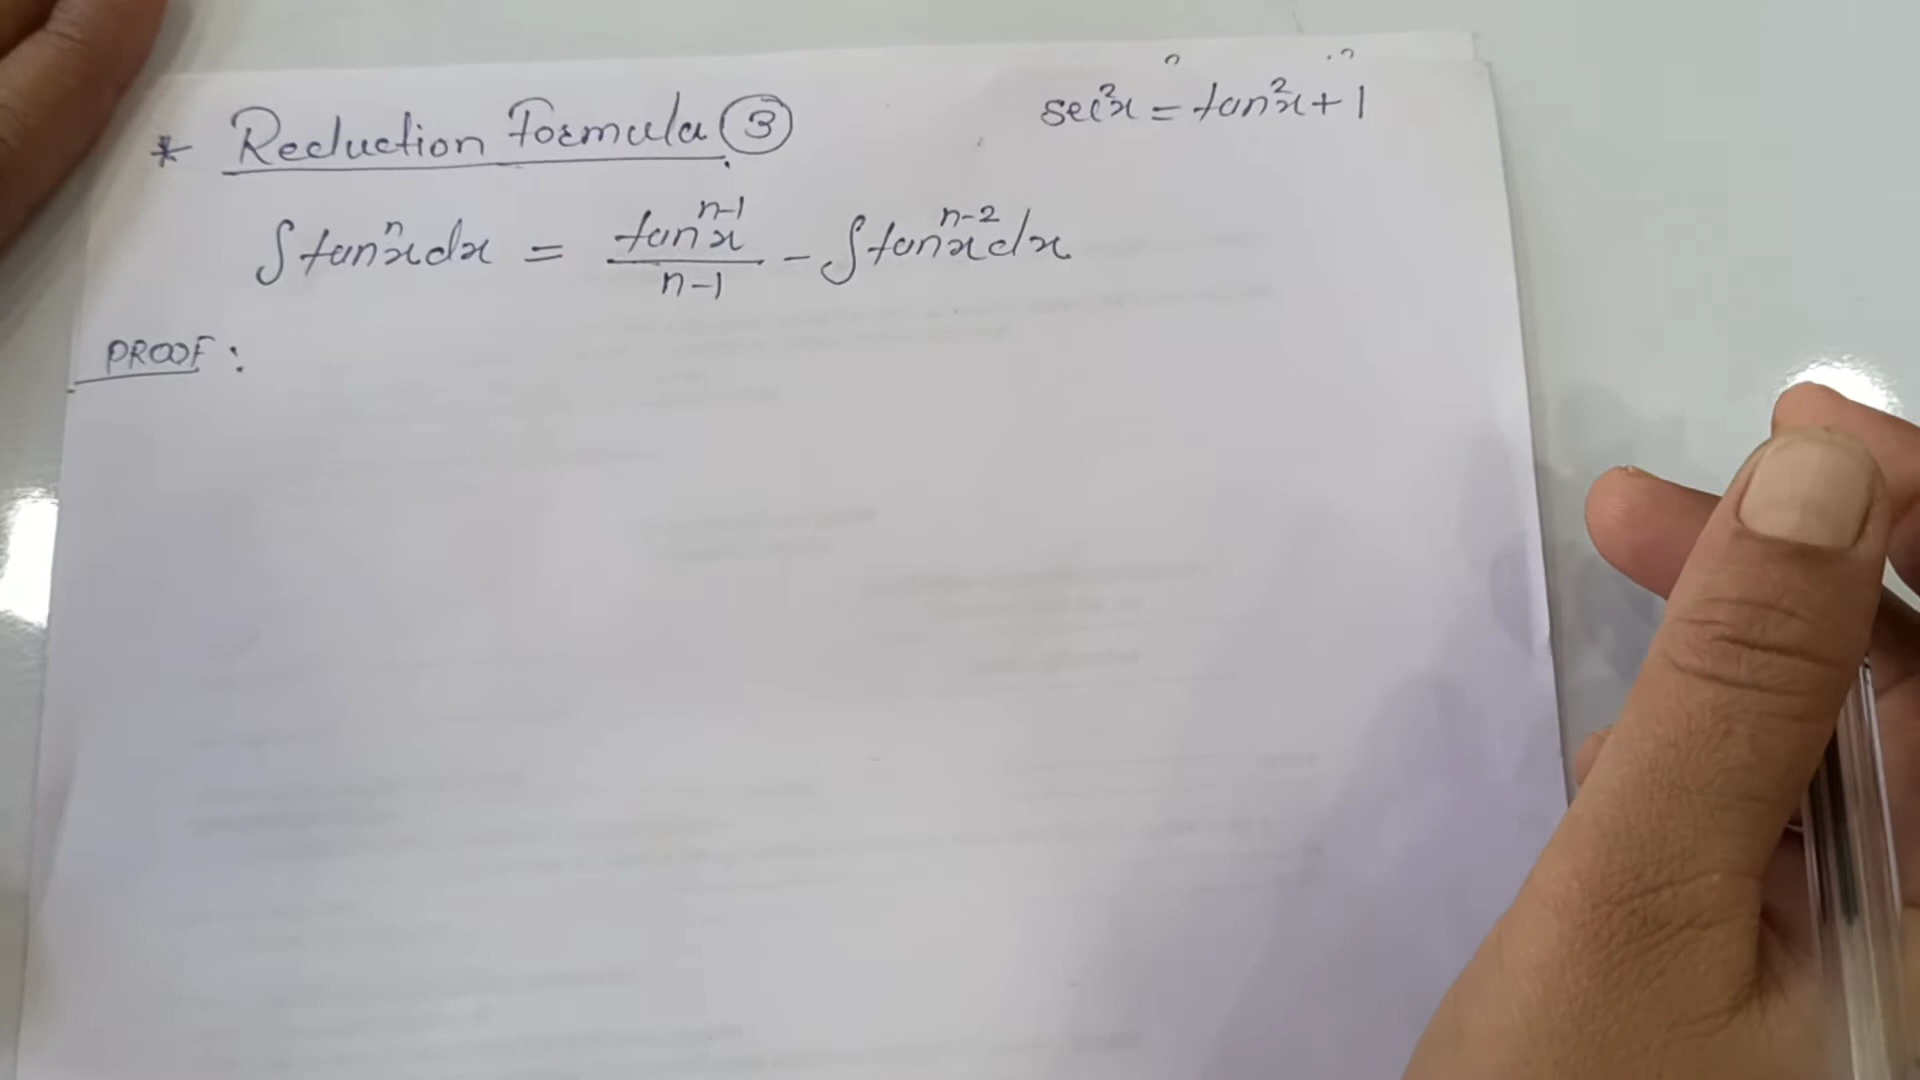 * Reduction Formula ③
sec²x = tan²x + 1
∫tanⁿx dx = tanⁿ⁻¹x / n-1 - ∫tanⁿ⁻²x dx
PROOF :